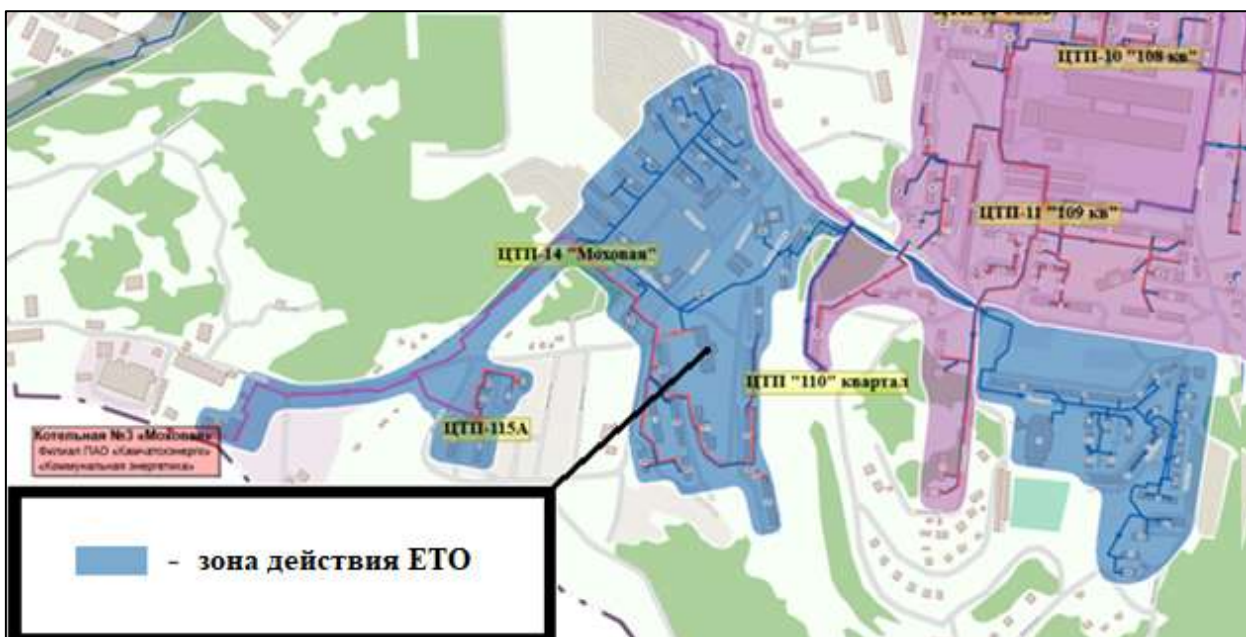 ЦТП-10 "108 кв"
ЦТП-11 "109 кв"
ЦТП-14 "Моховая"
ЦТП "110" квартал
ЦТП-115А
Котельная №3 «Моховая»
Филиал ПАО «Камчатскэнерго»
«Коммунальная энергетика»
- зона действия ЕТО